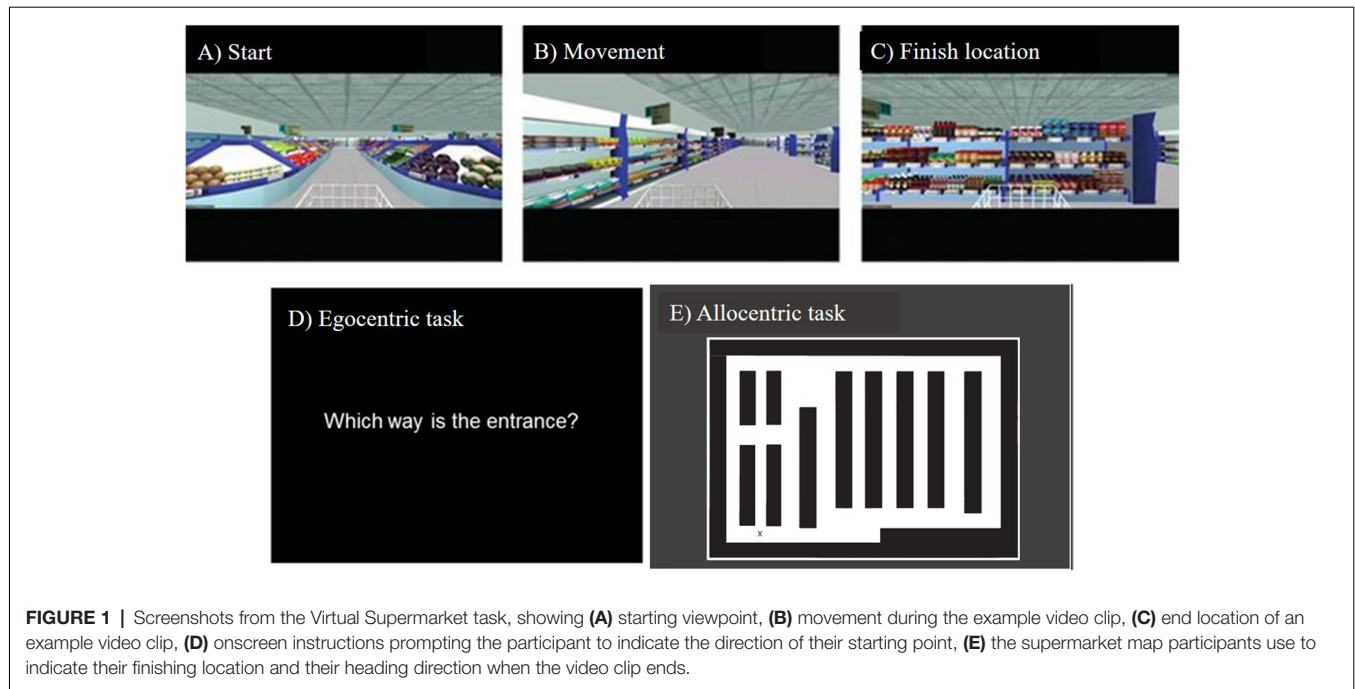 A) Start
B) Movement
C) Finish location
D) Egocentric task
Which way is the entrance?
E) Allocentric task
x
FIGURE 1 | Screenshots from the Virtual Supermarket task, showing (A) starting viewpoint, (B) movement during the example video clip, (C) end location of an
example video clip, (D) onscreen instructions prompting the participant to indicate the direction of their starting point, (E) the supermarket map participants use to
indicate their finishing location and their heading direction when the video clip ends.